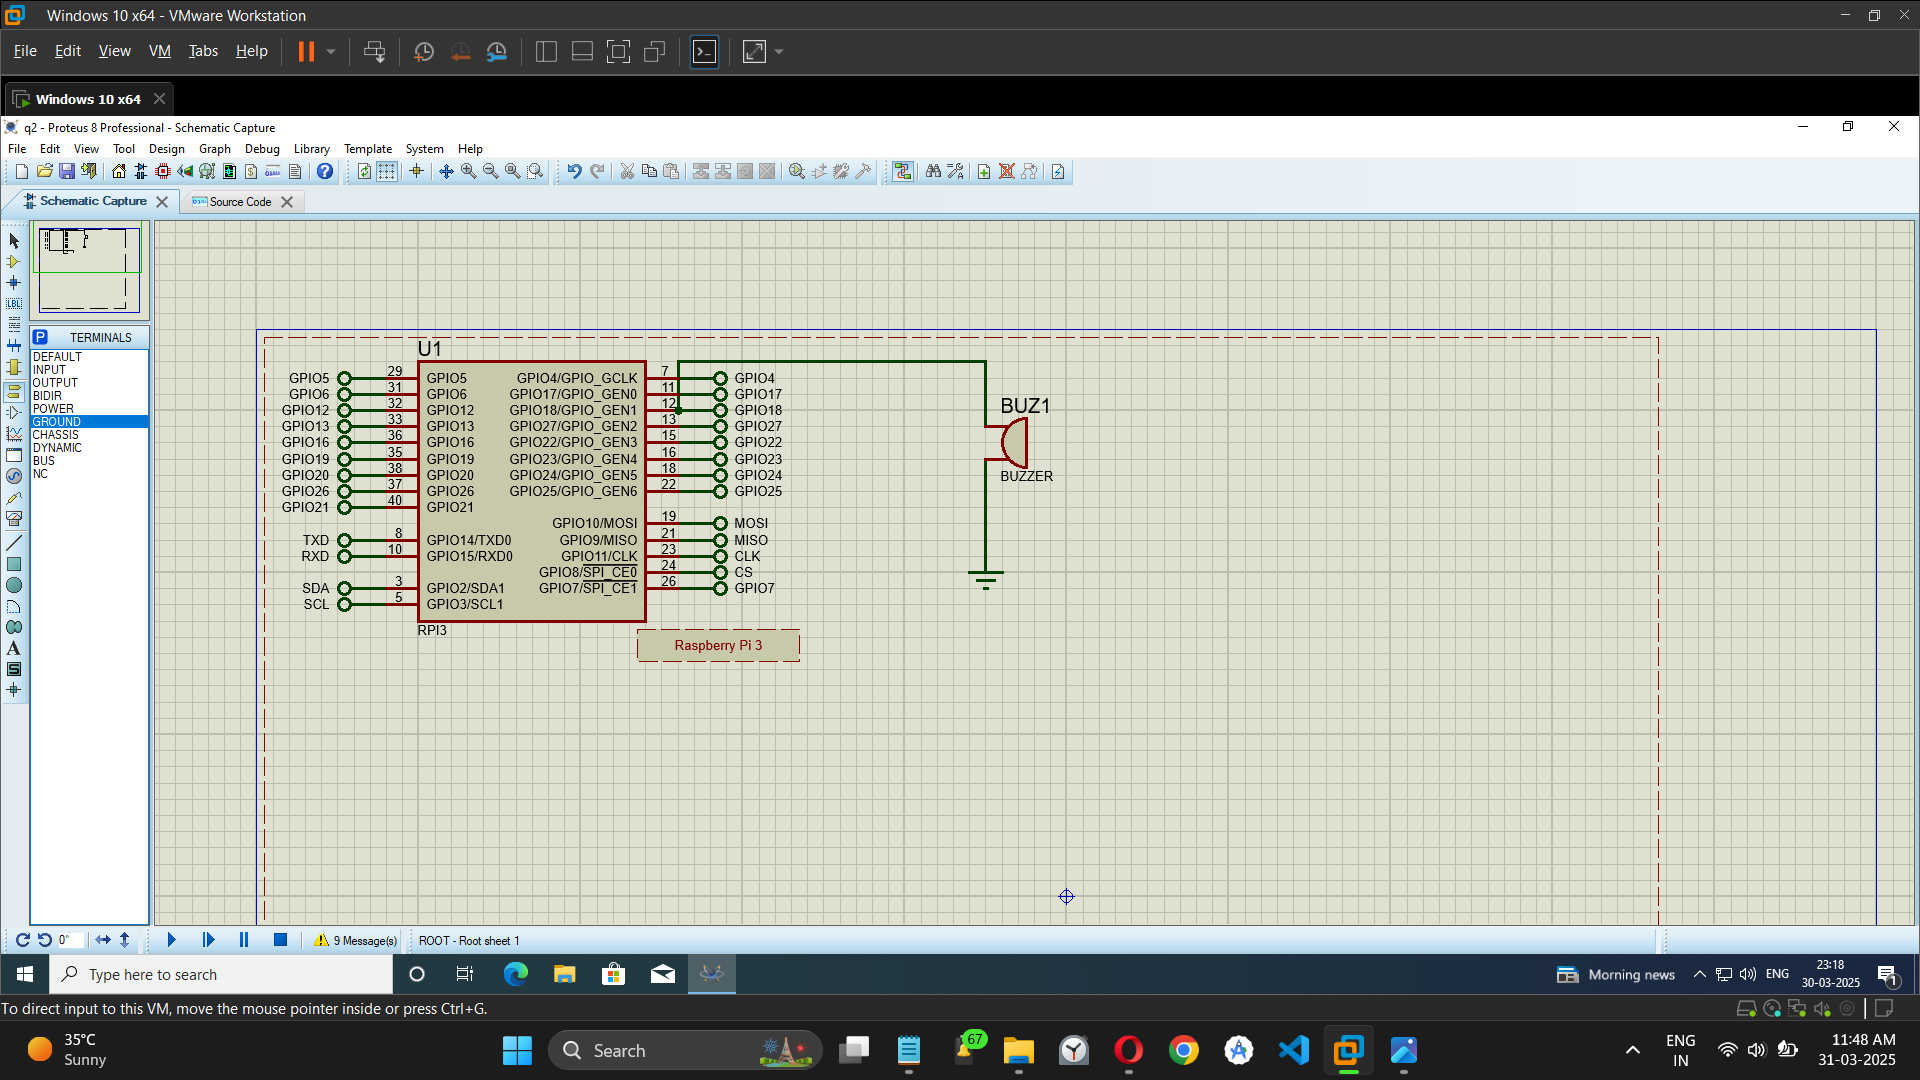 Windows 10 x64 - VMware Workstation
File Edit View VM Tabs Help
Windows 10 x64
q2 - Proteus 8 Professional - Schematic Capture
File Edit View Tool Design Graph Debug Library Template System Help
Schematic Capture
Source Code
LBL
P TERMINALS
DEFAULT
INPUT
OUTPUT
BIDIR
POWER
GROUND
CHASSIS
DYNAMIC
BUS
NC
A
S
U1
GPIO5 29 GPIO5 GPIO4/GPIO_GCLK 7 GPIO4
GPIO6 31 GPIO6 GPIO17/GPIO_GEN0 11 GPIO17
GPIO12 32 GPIO12 GPIO18/GPIO_GEN1 12 GPIO18
GPIO13 33 GPIO13 GPIO27/GPIO_GEN2 13 GPIO27
GPIO16 36 GPIO16 GPIO22/GPIO_GEN3 15 GPIO22
GPIO19 35 GPIO19 GPIO23/GPIO_GEN4 16 GPIO23
GPIO20 38 GPIO20 GPIO24/GPIO_GEN5 18 GPIO24
GPIO26 37 GPIO26 GPIO25/GPIO_GEN6 22 GPIO25
GPIO21 40 GPIO21
GPIO10/MOSI 19 MOSI
TXD 8 GPIO14/TXD0 GPIO9/MISO 21 MISO
RXD 10 GPIO15/RXD0 GPIO11/CLK 23 CLK
GPIO8/SPI_CE0 24 CS
SDA 3 GPIO2/SDA1 GPIO7/SPI_CE1 26 GPIO7
SCL 5 GPIO3/SCL1
RPI3
Raspberry Pi 3
BUZ1
BUZZER
0°
9 Message(s)
ROOT - Root sheet 1
Type here to search
Morning news
ENG
23:18
30-03-2025
1
To direct input to this VM, move the mouse pointer inside or press Ctrl+G.
35°C
Sunny
Search
67
ENG
IN
11:48 AM
31-03-2025